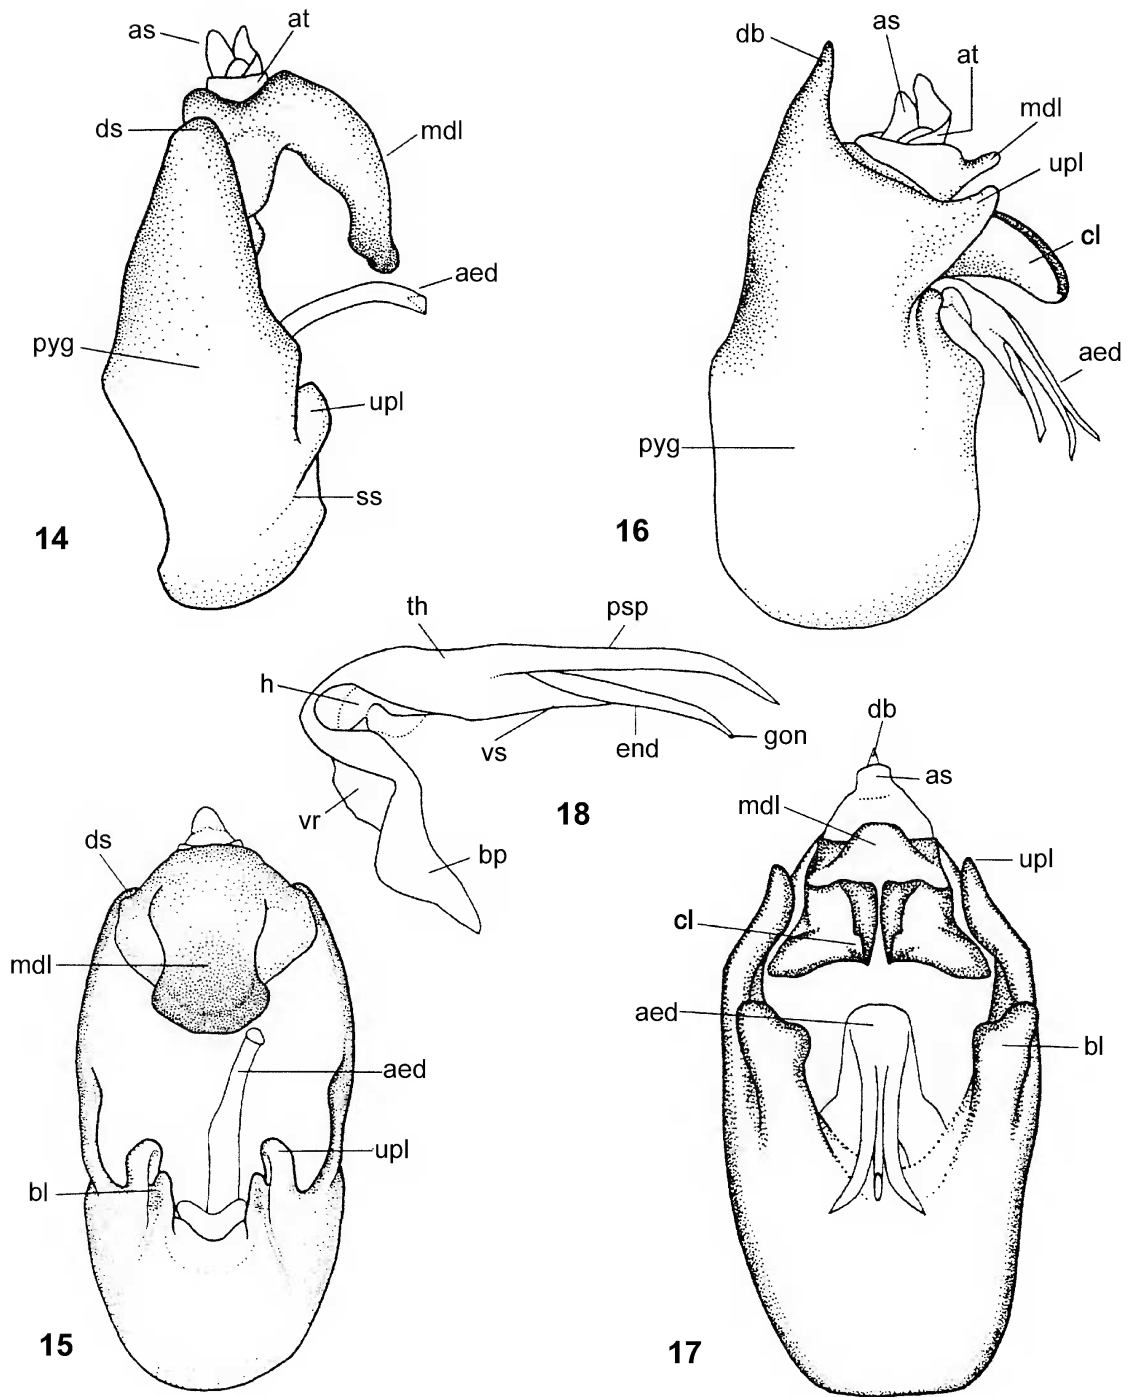 as
at
ds
mdl
aed
pyg
upl
ss
14
db
as
at
mdl
upl
cl
aed
pyg
16
th
psp
h
vs
end
gon
vr
bp
18
ds
mdl
aed
upl
bl
15
db
as
mdl
upl
cl
aed
bl
17